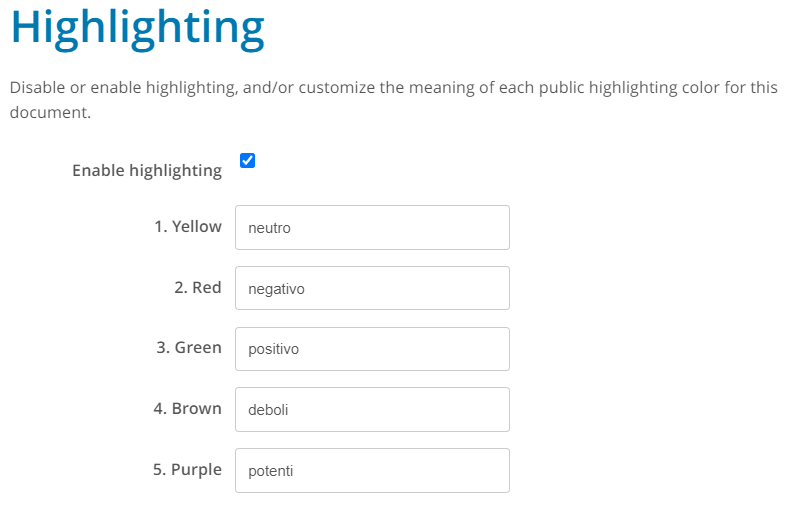 Highlighting
Disable or enable highlighting, and/or customize the meaning of each public highlighting color for this
document.
Enable highlighting
1. Yellow neutro
2. Red negativo
3. Green positivo
4. Brown deboli
5. Purple potenti